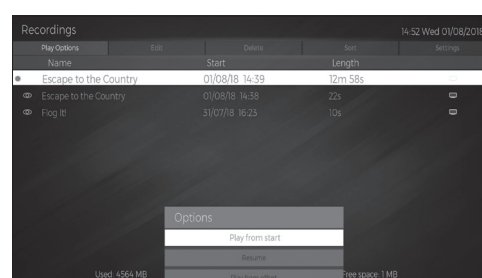 Recordings 14:52 Wed 01/08/2018
Play Options Edit Delete Sort Settings
Name Start Length
Escape to the Country 01/08/18 14:39 12m 58s
Escape to the Country 01/08/18 14:38 22s
Flog It! 31/07/18 16:23 10s
Options
Play from start
Resume
Used: 4564 MB Play from offset Free space: 1 MB